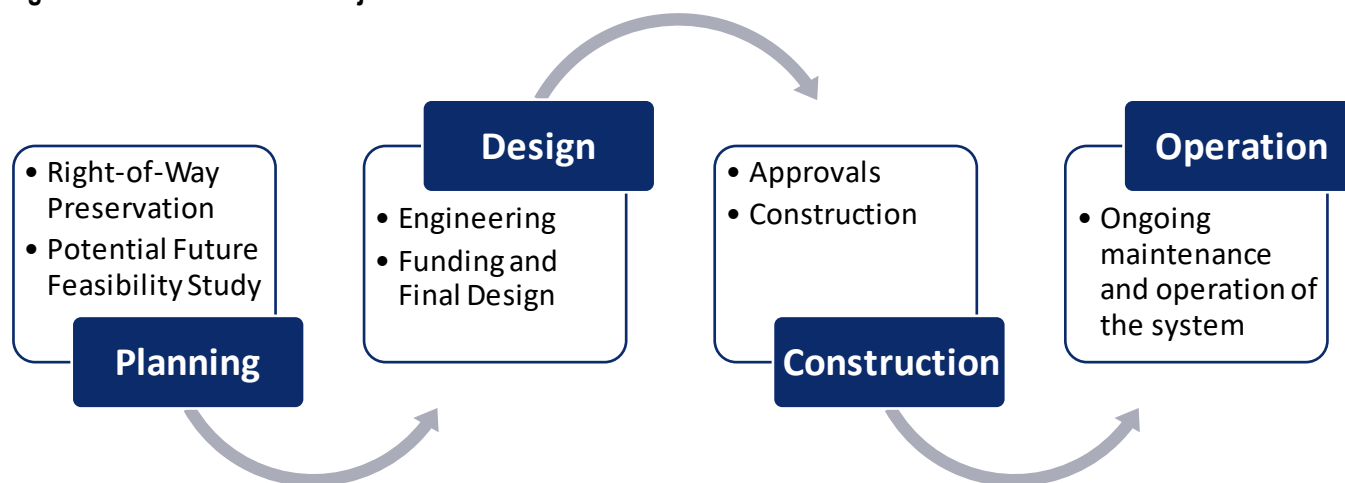 • Right-of-Way
Preservation
• Potential Future
Feasibility Study
Planning
Design
• Engineering
• Funding and
Final Design
• Approvals
• Construction
Construction
Operation
• Ongoing
maintenance
and operation of
the system